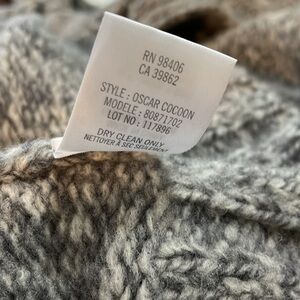 RN 98406
CA 39862
STYLE : OSCAR COCOON
MODELE : 80871702
LOT NO : 117896
DRY CLEAN ONLY
NETTOYER À SEC SEULEMENT